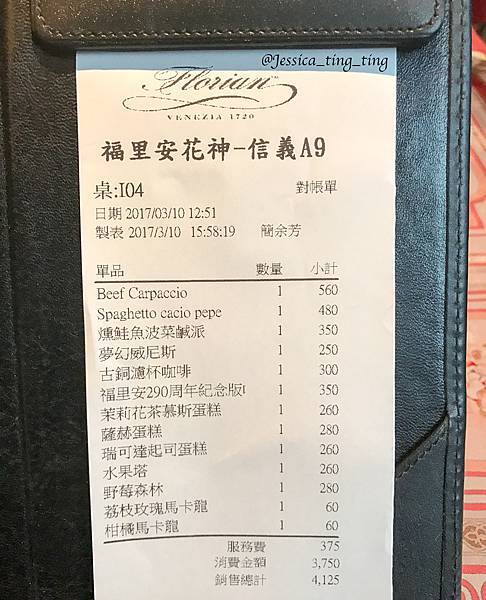 @Jessica_ting_ting
Florian
VENEZIA 1720
福里安花神-信義A9
桌:I04 對帳單
日期 2017/03/10 12:51
製表 2017/3/10 15:58:19 簡余芳
單品 數量 小計
Beef Carpaccio 1 560
Spaghetto cacio pepe 1 480
燻鮭魚波菜鹹派 1 350
夢幻威尼斯 1 250
古銅濾杯咖啡 1 300
福里安290周年紀念版 1 350
茉莉花茶慕斯蛋糕 1 260
薩赫蛋糕 1 280
瑞可達起司蛋糕 1 260
水果塔 1 260
野莓森林 1 280
荔枝玫瑰馬卡龍 1 60
柑橘馬卡龍 1 60
服務費 375
消費金額 3,750
銷售總計 4,125